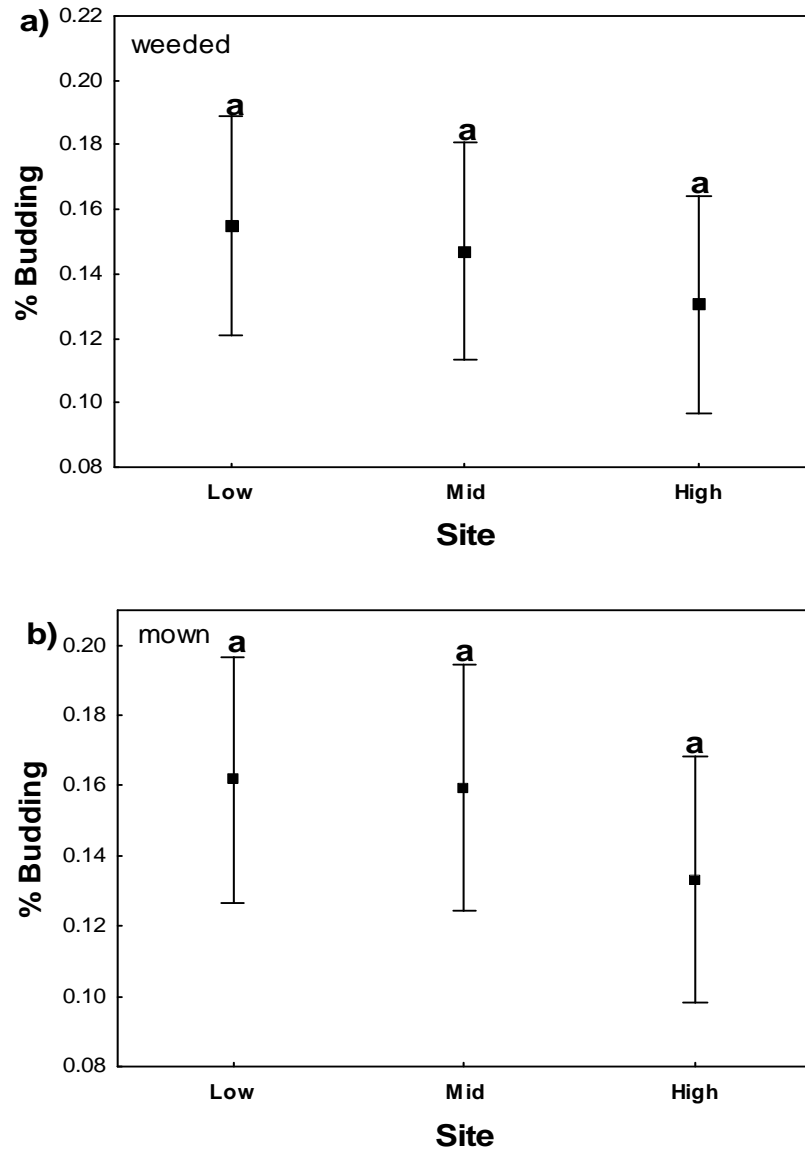 a)
weeded
0.22
0.20
0.18
0.16
0.14
0.12
0.10
0.08
% Budding
a
a
a
Low Mid High
Site
b)
mown
0.20
0.18
0.16
0.14
0.12
0.10
0.08
% Budding
a
a
a
Low Mid High
Site